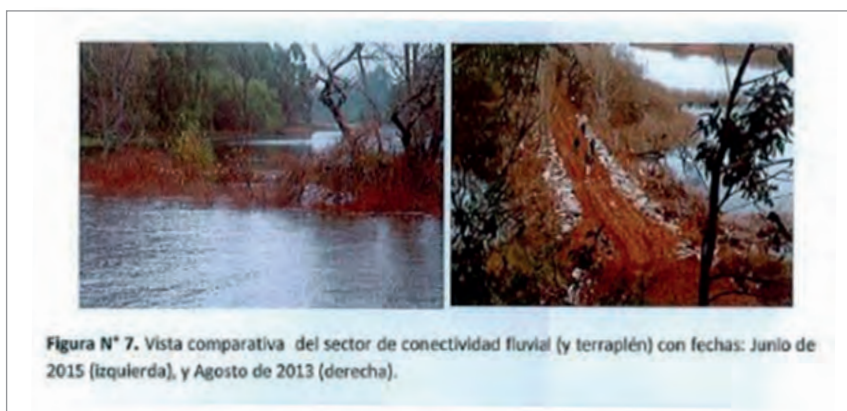 Figura N° 7. Vista comparativa del sector de conectividad fluvial (y terraplén) con fechas: Junio de
2015 (izquierda), y Agosto de 2013 (derecha).